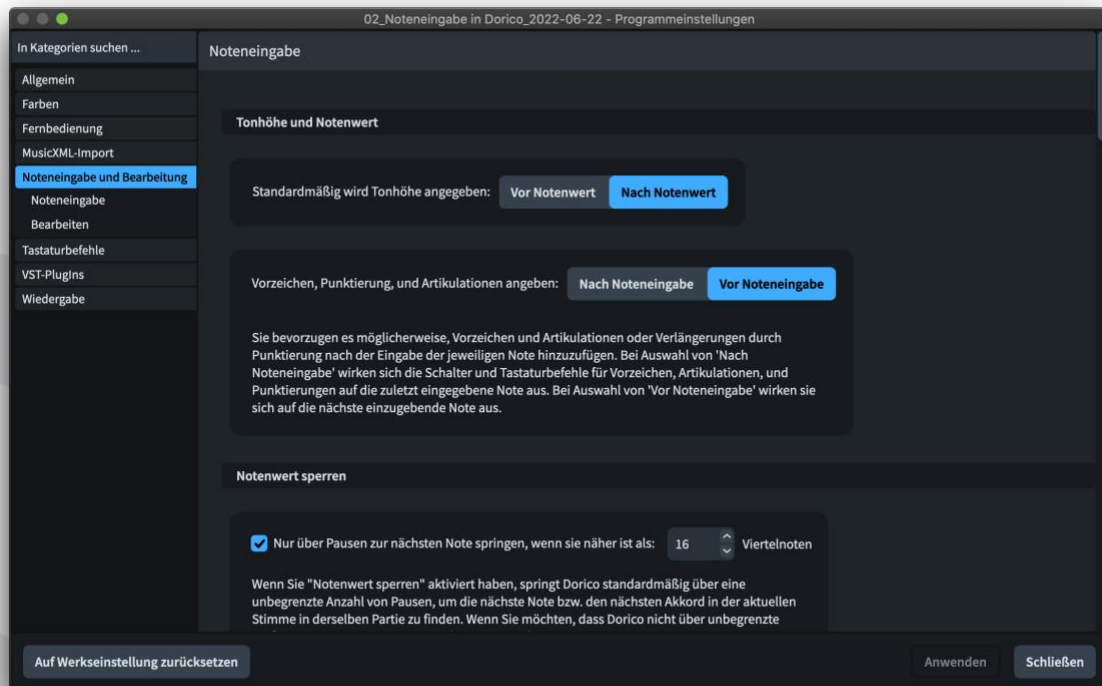 02_Noteneingabe in Dorico_2022-06-22 - Programmeinstellungen
In Kategorien suchen ...
Allgemein
Farben
Fernbedienung
MusicXML-Import
Noteneingabe und Bearbeitung
Noteneingabe
Bearbeiten
Tastaturbefehle
VST-PlugIns
Wiedergabe
Noteneingabe
Tonhöhe und Notenwert
Standardmäßig wird Tonhöhe angegeben: Vor Notenwert Nach Notenwert
Vorzeichen, Punktierung, und Artikulationen angeben: Nach Noteneingabe Vor Noteneingabe
Sie bevorzugen es möglicherweise, Vorzeichen und Artikulationen oder Verlängerungen durch
Punktierung nach der Eingabe der jeweiligen Note hinzuzufügen. Bei Auswahl von 'Nach
Noteneingabe' wirken sich die Schalter und Tastaturbefehle für Vorzeichen, Artikulationen, und
Punktierungen auf die zuletzt eingegebene Note aus. Bei Auswahl von 'Vor Noteneingabe' wirken sie
sich auf die nächste einzugebende Note aus.
Notenwert sperren
Nur über Pausen zur nächsten Note springen, wenn sie näher ist als: 16 Viertelnoten
Wenn Sie "Notenwert sperren" aktiviert haben, springt Dorico standardmäßig über eine
unbegrenzte Anzahl von Pausen, um die nächste Note bzw. den nächsten Akkord in der aktuellen
Stimme in derselben Partie zu finden. Wenn Sie möchten, dass Dorico nicht über unbegrenzte
Auf Werkseinstellung zurücksetzen
Anwenden
Schließen